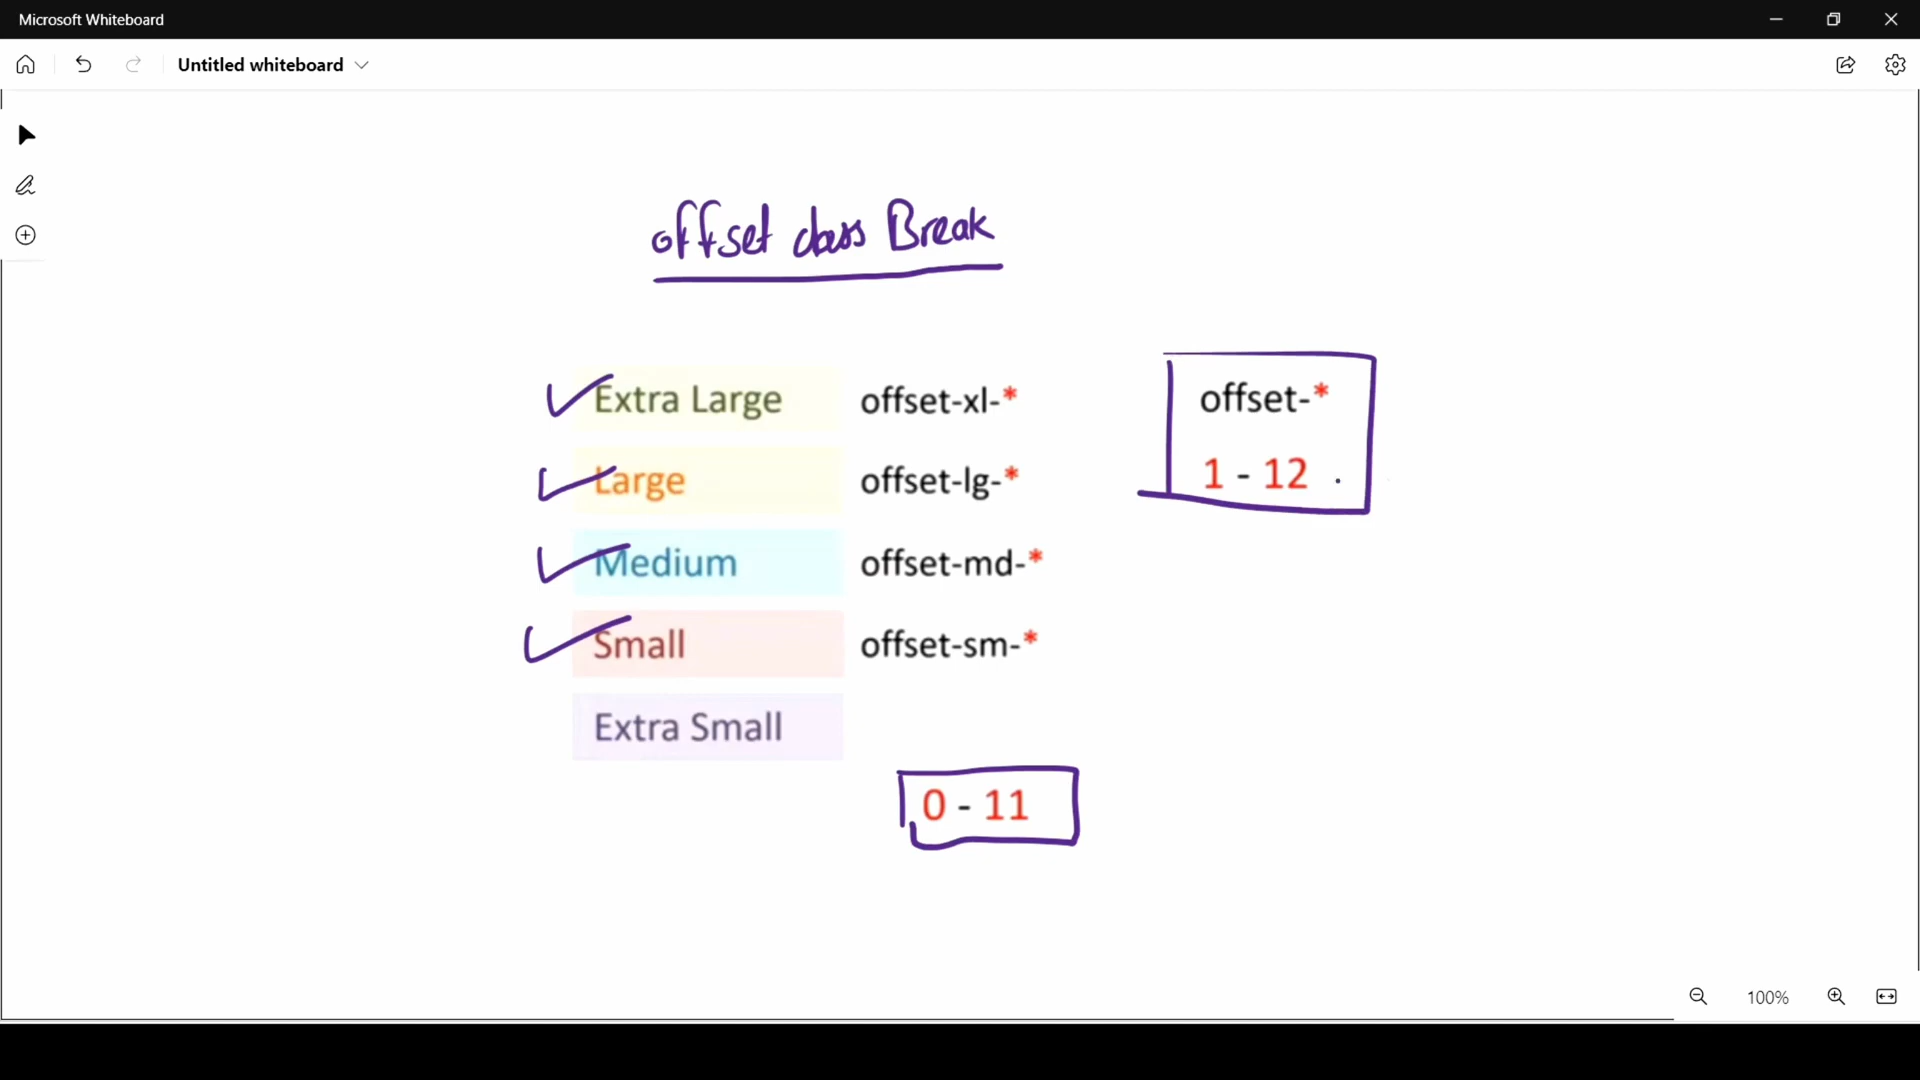 Microsoft Whiteboard
Untitled whiteboard
offset class Break
Extra Large offset-xl-*
Large offset-lg-*
Medium offset-md-*
Small offset-sm-*
Extra Small
0 - 11
offset-*
1 - 12
100%